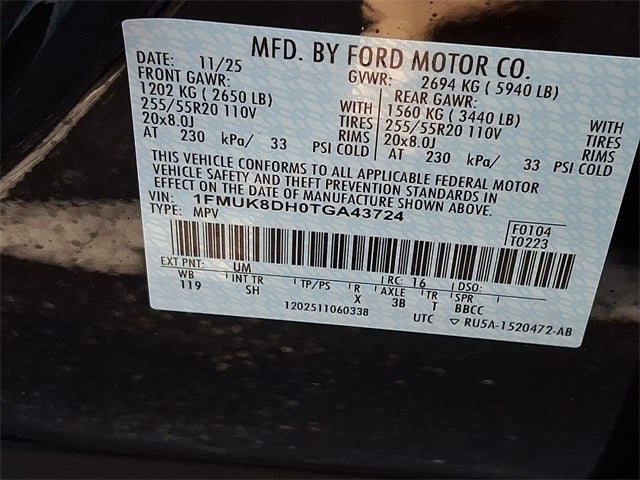 MFD. BY FORD MOTOR CO.
DATE: 11/25 GVWR: 2694 KG ( 5940 LB)
FRONT GAWR: REAR GAWR:
1202 KG ( 2650 LB) WITH 1560 KG ( 3440 LB) WITH
255/55R20 110V TIRES 255/55R20 110V TIRES
20x8.0J RIMS 20x8.0J RIMS
AT 230 kPa/ 33 PSI COLD AT 230 kPa/ 33 PSI COLD
THIS VEHICLE CONFORMS TO ALL APPLICABLE FEDERAL MOTOR
VEHICLE SAFETY AND THEFT PREVENTION STANDARDS IN
EFFECT ON THE DATE OF MANUFACTURE SHOWN ABOVE.
VIN: 1FMUK8DH0TGA43724
TYPE: MPV
F0104
T0223
EXT PNT: UM RC: 16 DSO:
WB INT TR TP/PS R AXLE TR SPR
119 SH X 3B T BBCC
1202511060338 UTC ▽ RU5A-1520472-AB